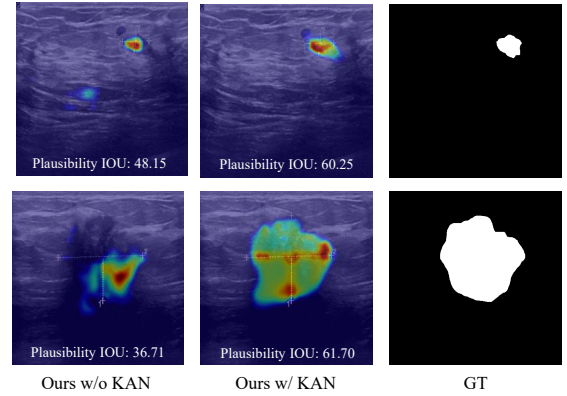 Plausibility IOU: 48.15
Plausibility IOU: 60.25
Plausibility IOU: 36.71
Plausibility IOU: 61.70
Ours w/o KAN
Ours w/ KAN
GT